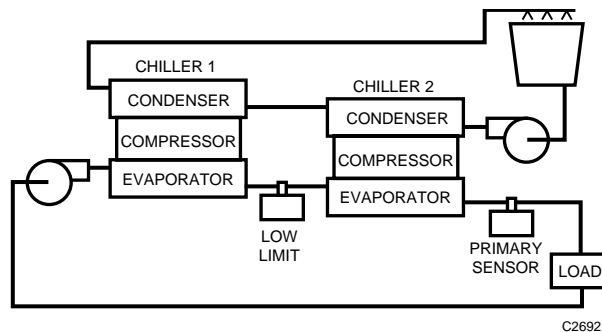 CHILLER 1
CHILLER 2
CONDENSER
CONDENSER
COMPRESSOR
COMPRESSOR
EVAPORATOR
EVAPORATOR
LOW
LIMIT
PRIMARY
SENSOR
LOAD
C2692